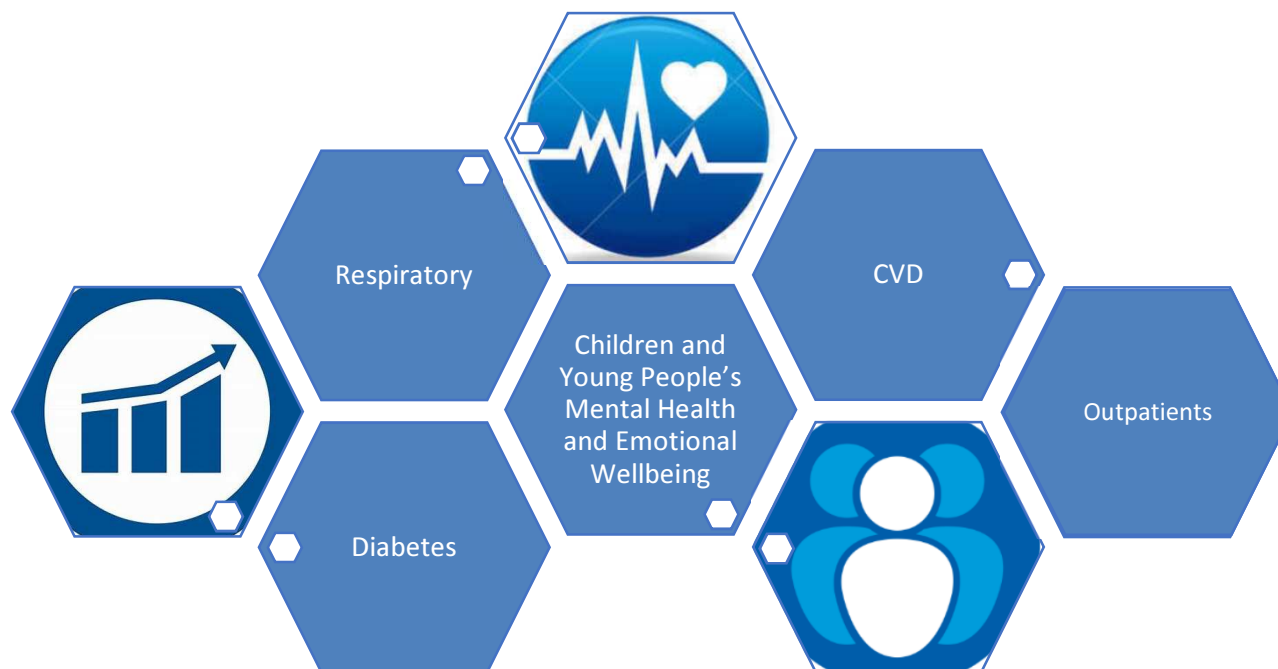 Respiratory
CVD
Children and
Young People’s
Mental Health
and Emotional
Wellbeing
Outpatients
Diabetes